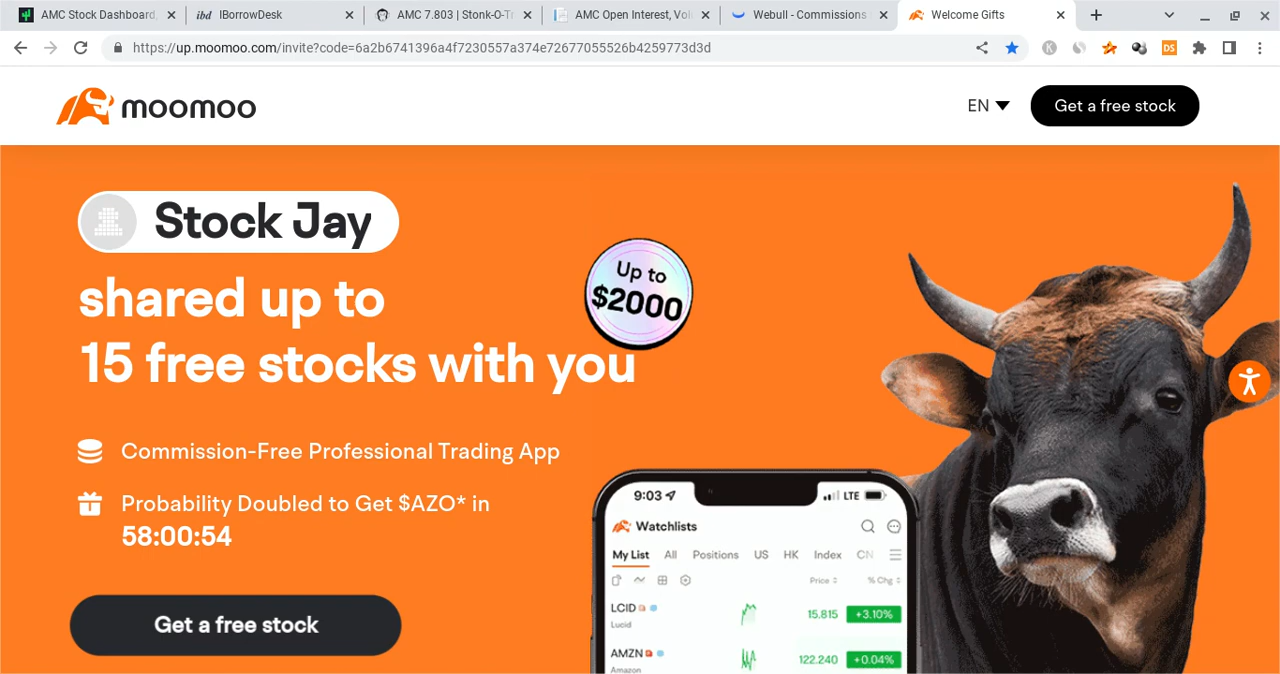 AMC Stock Dashboard,
IBorrowDesk
AMC 7.803 | Stonk-O-Tr
AMC Open Interest, Vol
Webull - Commissions
Welcome Gifts
https://up.moomoo.com/invite?code=6a2b6741396a4f7230557a374e72677055526b4259773d3d
moomoo
EN
Get a free stock
Stock Jay
shared up to
15 free stocks with you
Up to
$2000
Commission-Free Professional Trading App
Probability Doubled to Get $AZO* in
58:00:54
Get a free stock
9:03
LTE
Watchlists
My List All Positions US HK Index CN
Price % Chg
LCID 15.815 +3.10%
Lucid
AMZN 122.240 +0.04%
Amazon
ibd
DS
K